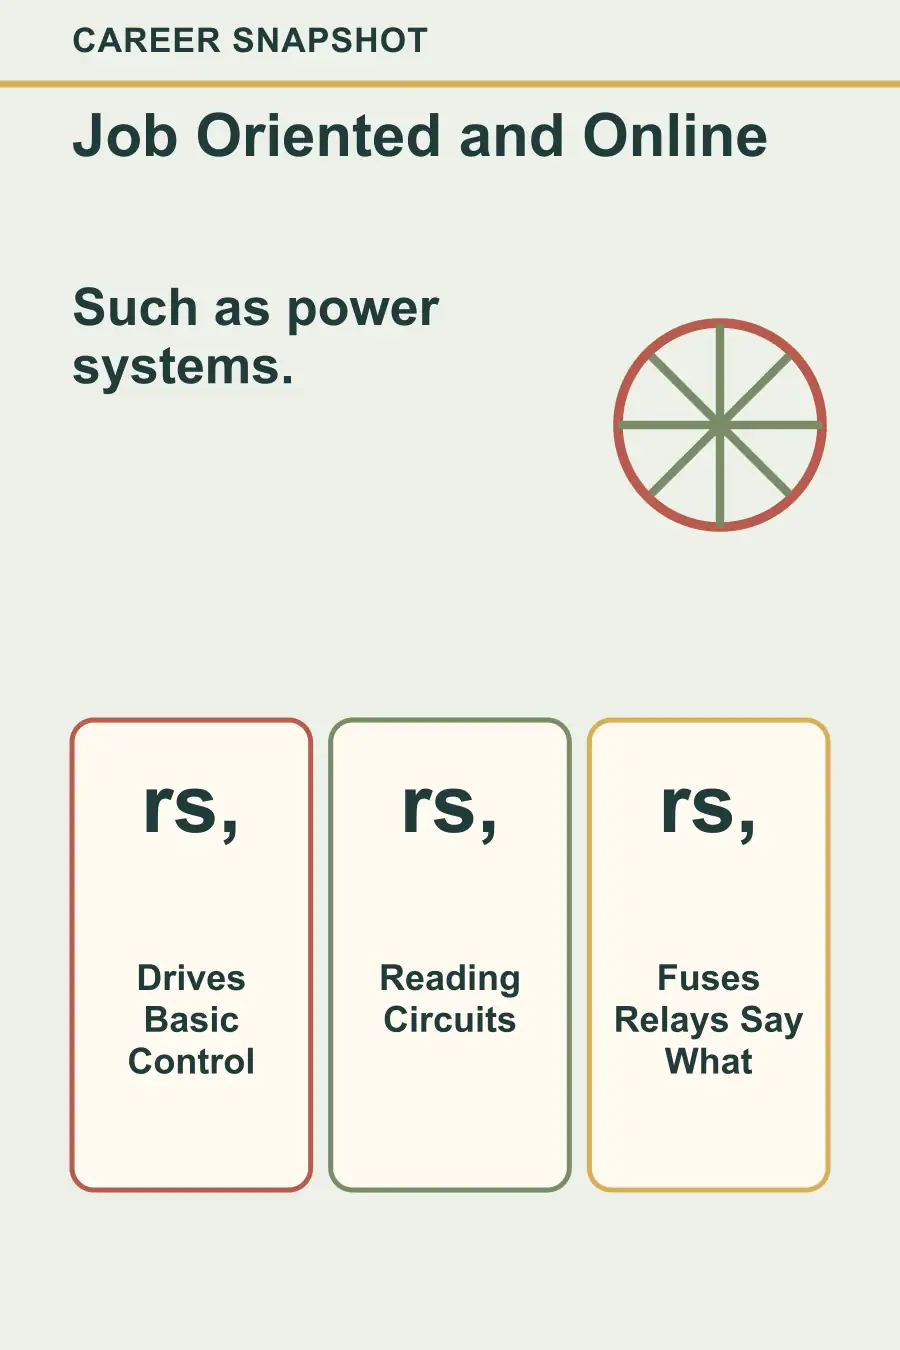 CAREER SNAPSHOT
Job Oriented and Online
Such as power
systems.
rs,
Drives
Basic
Control
rs,
Reading
Circuits
rs,
Fuses
Relays Say
What